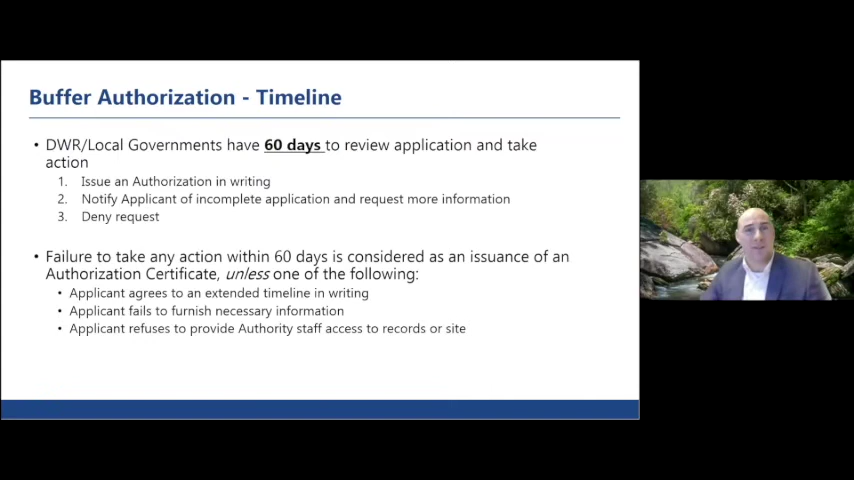 Buffer Authorization - Timeline
• DWR/Local Governments have 60 days to review application and take
action
1. Issue an Authorization in writing
2. Notify Applicant of incomplete application and request more information
3. Deny request
• Failure to take any action within 60 days is considered as an issuance of an
Authorization Certificate, unless one of the following:
• Applicant agrees to an extended timeline in writing
• Applicant fails to furnish necessary information
• Applicant refuses to provide Authority staff access to records or site